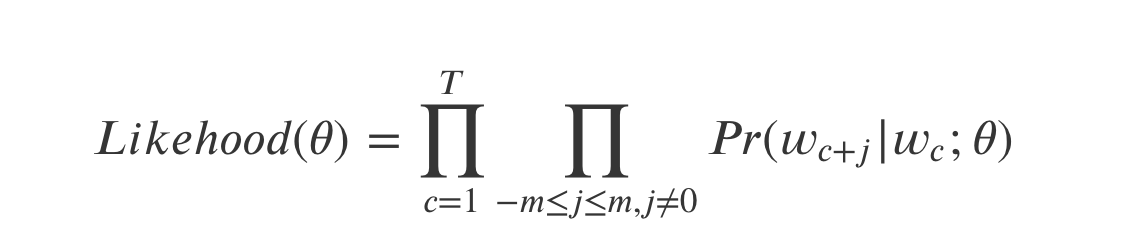 Likehood(θ) = ∏_{c=1}^{T} ∏_{−m≤j≤m,j≠0} Pr(w_{c+j}|w_c; θ)